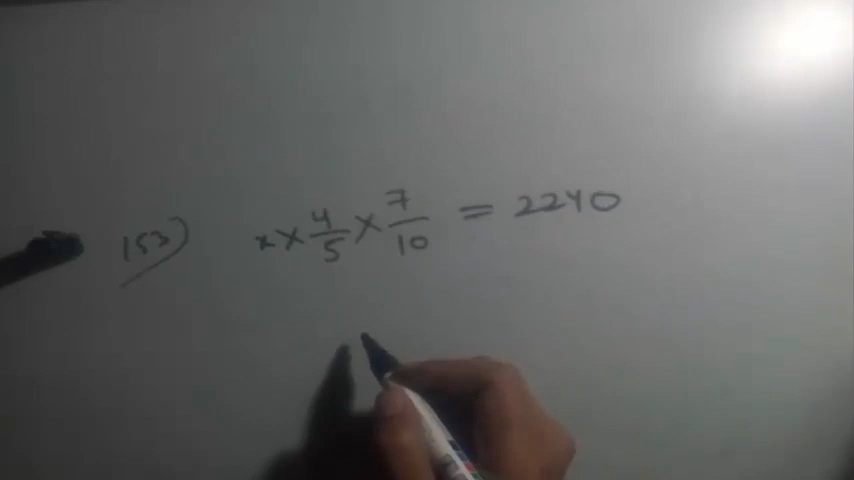 153) x × 4/5 × 7/10 = 2240